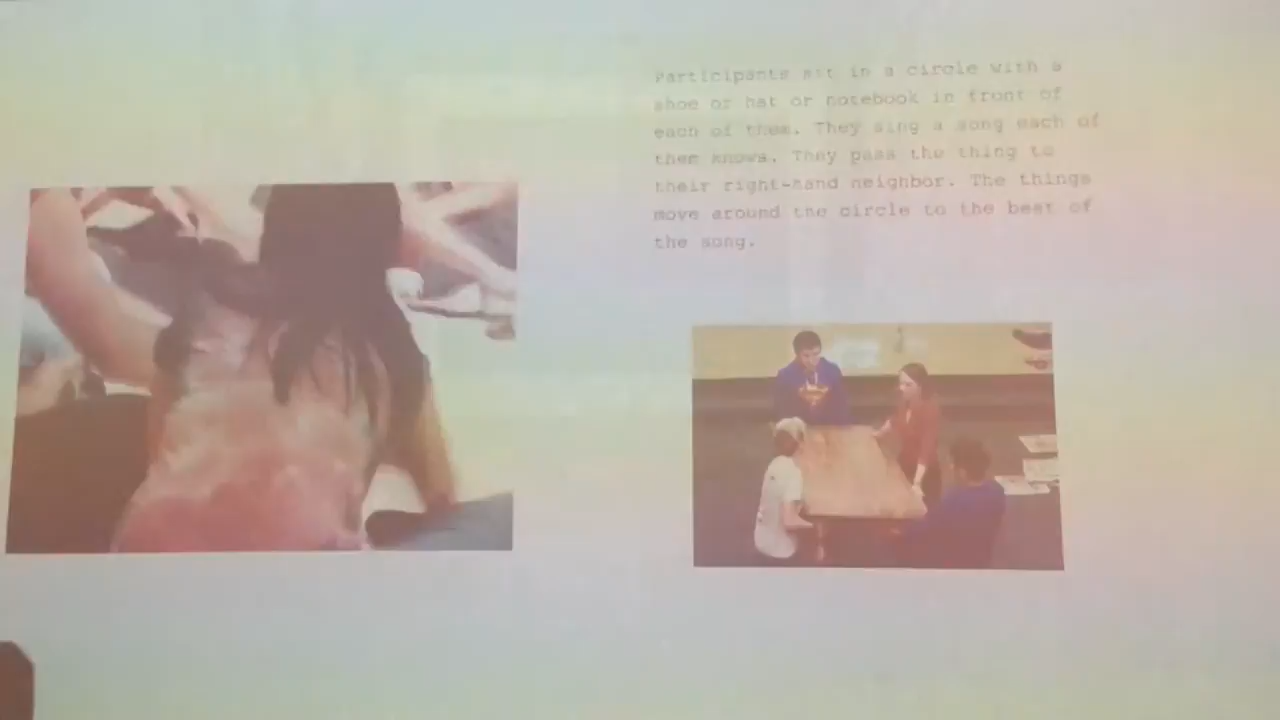 Participants sit in a circle with a
shoe or hat or notebook in front of
each of them. They sing a song each of
them knows. They pass the thing to
their right-hand neighbor. The things
move around the circle to the beat of
the song.